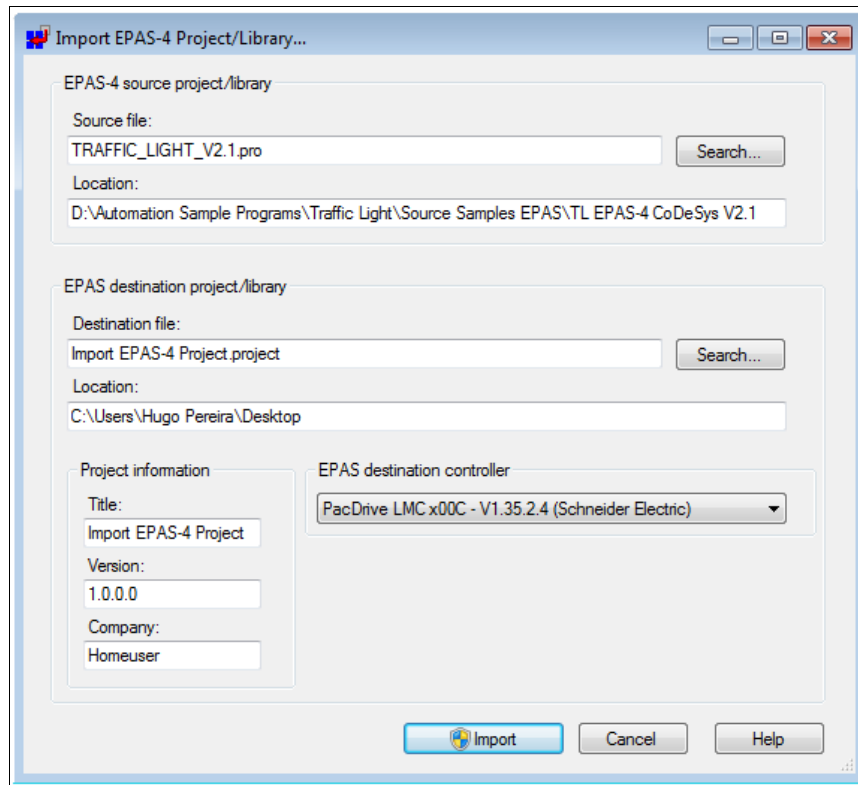 Import EPAS-4 Project/Library...
EPAS-4 source project/library
Source file:
TRAFFIC_LIGHT_V2.1.pro
Search...
Location:
D:\Automation Sample Programs\Traffic Light\Source Samples EPAS\TL EPAS-4 CoDeSys V2.1
EPAS destination project/library
Destination file:
Import EPAS-4 Project.project
Search...
Location:
C:\Users\Hugo Pereira\Desktop
Project information
Title:
Import EPAS-4 Project
Version:
1.0.0.0
Company:
Homeuser
EPAS destination controller
PacDrive LMC x00C - V1.35.2.4 (Schneider Electric)
Import
Cancel
Help